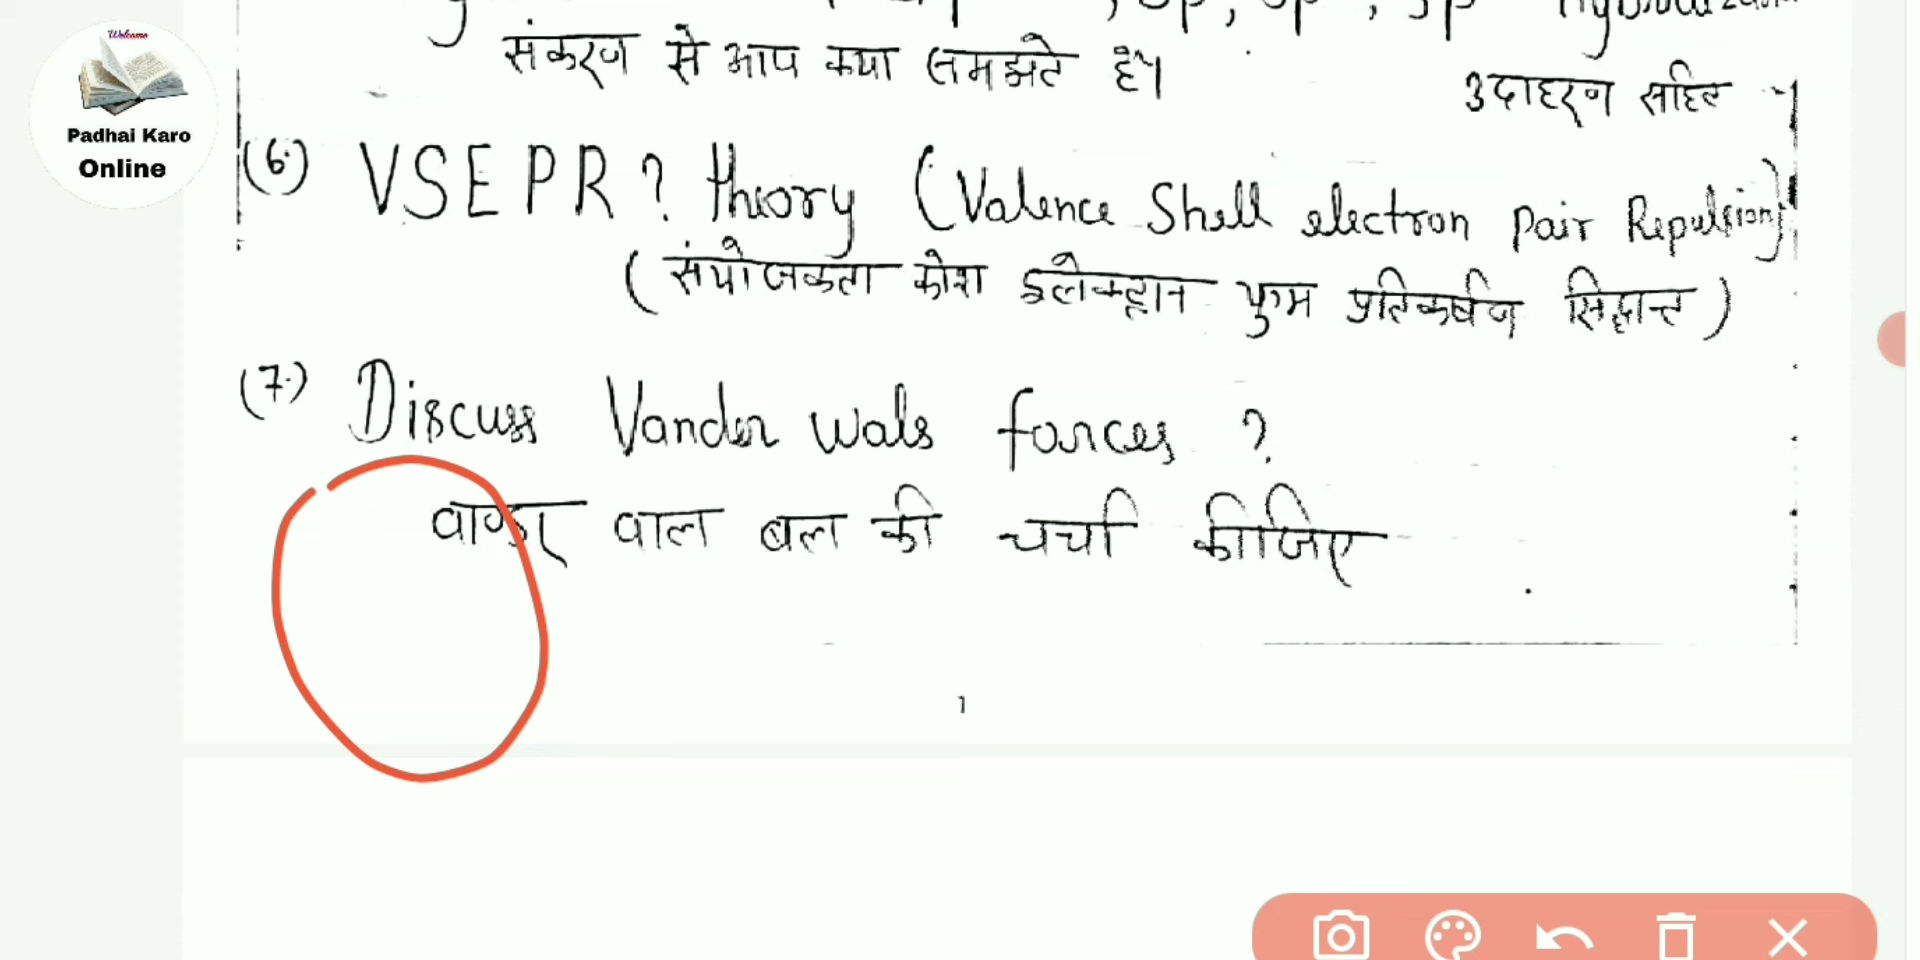 Welcome
Padhai Karo
Online
संकरण से आप क्या समझते हैं।
उदाहरण सहित
(6.) VSEPR? theory (Valence Shell electron Pair Repulsion)
(संयोजकता कोश इलेक्ट्रान युग्म प्रतिकर्षण सिद्धान्त)
(7.) Discuss Vander wals forces ?
वाण्डर वाल बल की चर्चा कीजिए
1